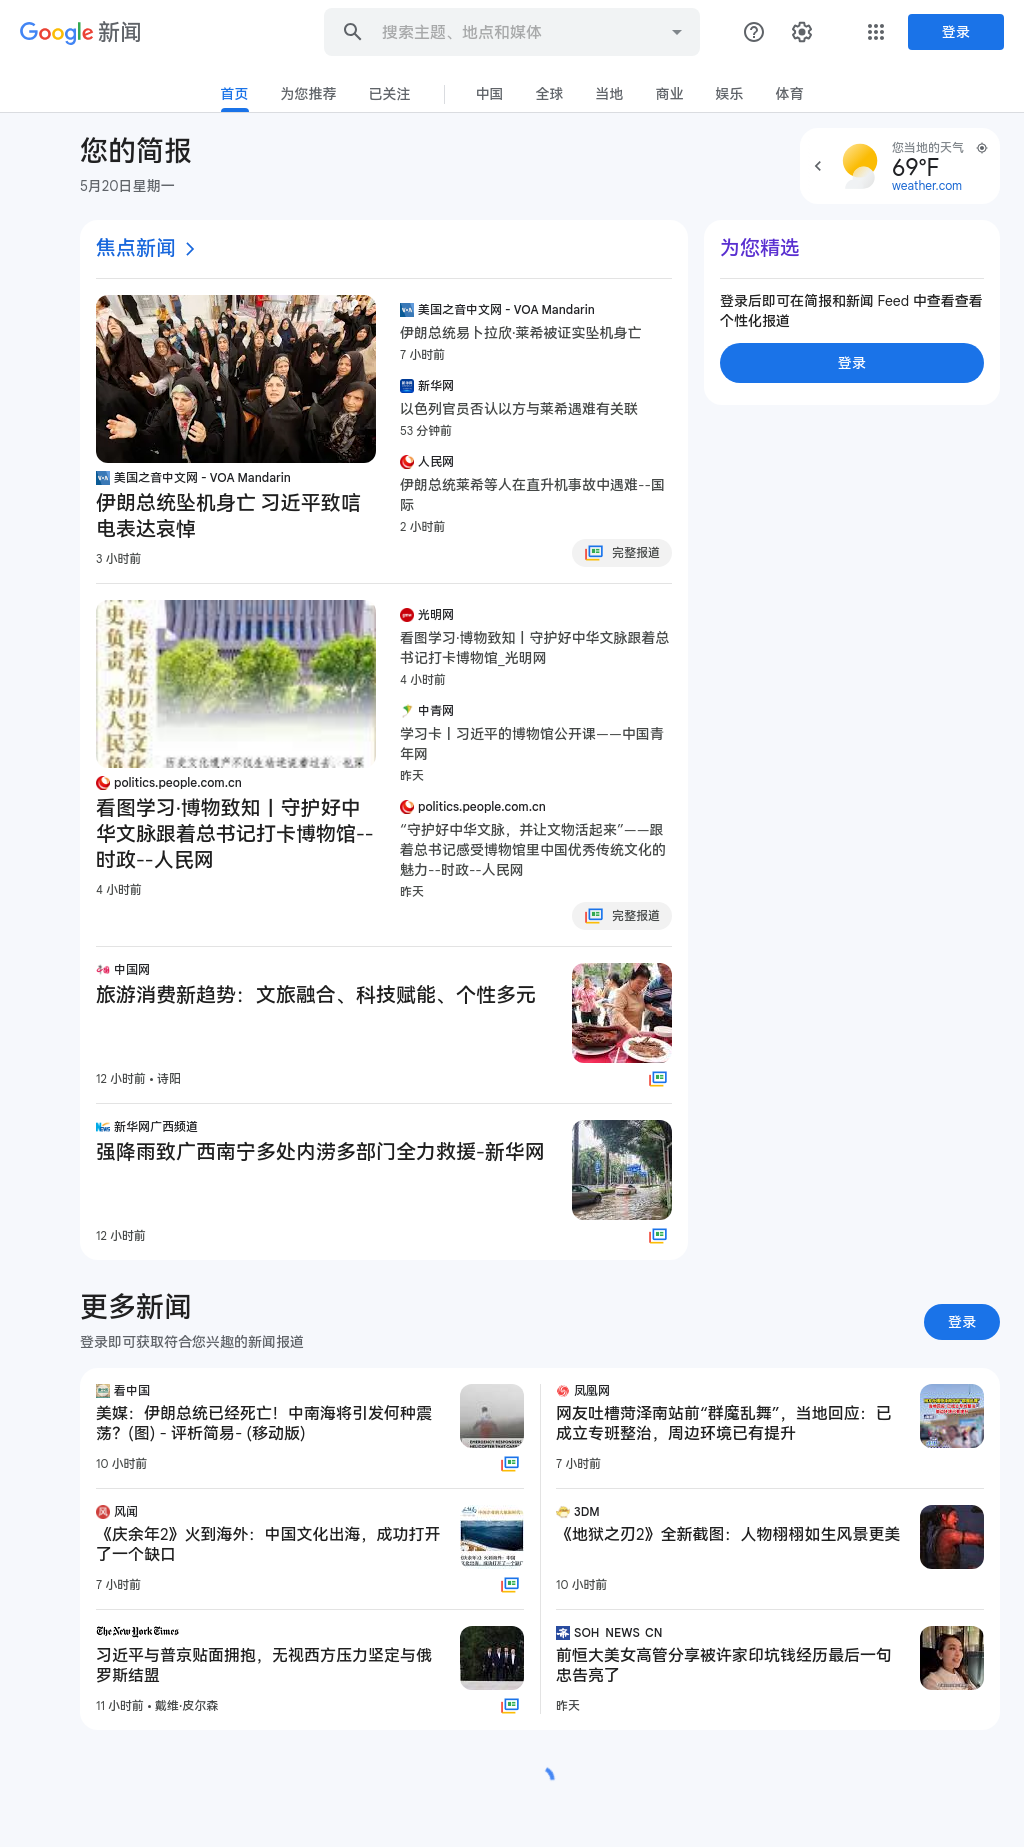 Google 新闻
搜索主题、地点和媒体
登录
首页
为您推荐
已关注
中国
全球
当地
商业
娱乐
体育
您的简报
5月20日星期一
您当地的天气
69°F
weather.com
焦点新闻
美国之音中文网 - VOA Mandarin
伊朗总统坠机身亡 习近平致唁
电表达哀悼
3 小时前
美国之音中文网 - VOA Mandarin
伊朗总统易卜拉欣·莱希被证实坠机身亡
7 小时前
新华网
以色列官员否认以方与莱希遇难有关联
53 分钟前
人民网
伊朗总统莱希等人在直升机事故中遇难--国
际
2 小时前
完整报道
为您精选
登录后即可在简报和新闻 Feed 中查看查看
个性化报道
登录
史负责 对人民负
传承好历史文化
politics.people.com.cn
看图学习·博物致知丨守护好中
华文脉跟着总书记打卡博物馆--
时政--人民网
4 小时前
光明网
看图学习·博物致知丨守护好中华文脉跟着总
书记打卡博物馆_光明网
4 小时前
中青网
学习卡丨习近平的博物馆公开课——中国青
年网
昨天
politics.people.com.cn
“守护好中华文脉，并让文物活起来”——跟
着总书记感受博物馆里中国优秀传统文化的
魅力--时政--人民网
昨天
完整报道
中国网
旅游消费新趋势：文旅融合、科技赋能、个性多元
12 小时前 • 诗阳
新华网广西频道
强降雨致广西南宁多处内涝多部门全力救援-新华网
12 小时前
更多新闻
登录即可获取符合您兴趣的新闻报道
登录
看中国
美媒：伊朗总统已经死亡！中南海将引发何种震
荡？(图) - 评析简易- (移动版)
10 小时前
EMERGENCY RESPONDERS
风闻
《庆余年2》火到海外：中国文化出海，成功打开
了一个缺口
7 小时前
The New York Times
习近平与普京贴面拥抱，无视西方压力坚定与俄
罗斯结盟
11 小时前 • 戴维·皮尔森
凤凰网
网友吐槽菏泽南站前“群魔乱舞”，当地回应：已
成立专班整治，周边环境已有提升
7 小时前
3DM
《地狱之刃2》全新截图：人物栩栩如生风景更美
10 小时前
SOH NEWS CN
前恒大美女高管分享被许家印坑钱经历最后一句
忠告亮了
昨天